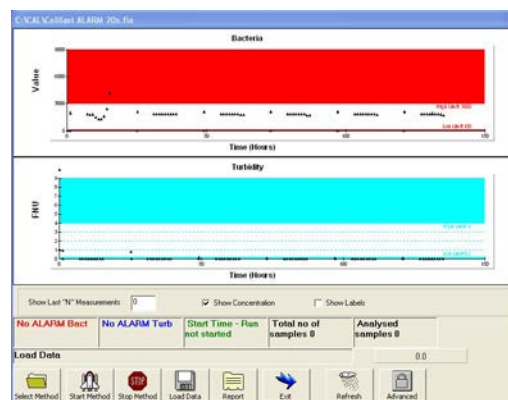 C:\CAL\Colifast ALARM 20s.fia
Bacteria
Value
Time (Hours)
Turbidity
FNU
Time (Hours)
Show Last "N" Measurements 0 Show Concentration Show Labels
No ALARM Bact No ALARM Turb Start Time - Run not started Total no of samples 0 Analysed samples 0
Load Data 0.0
Select Method Start Method Stop Method Load Data Report Exit Refresh Advanced